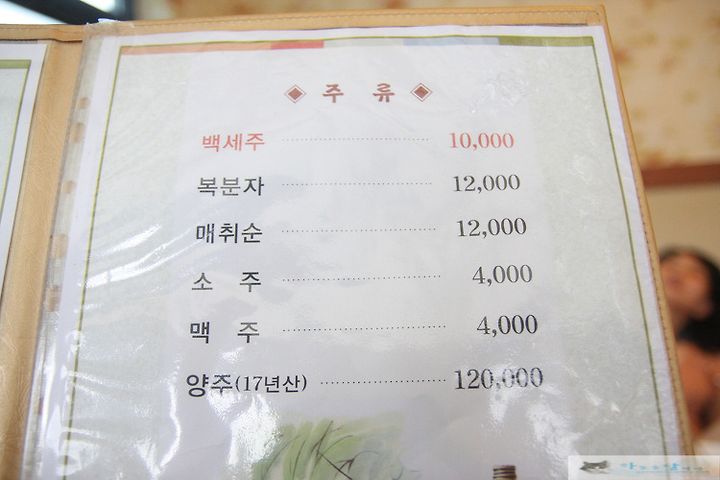 ◈ 주 류 ◈
백세주 10,000
복분자 12,000
매취순 12,000
소 주 4,000
맥 주 4,000
양주(17년산) 120,000